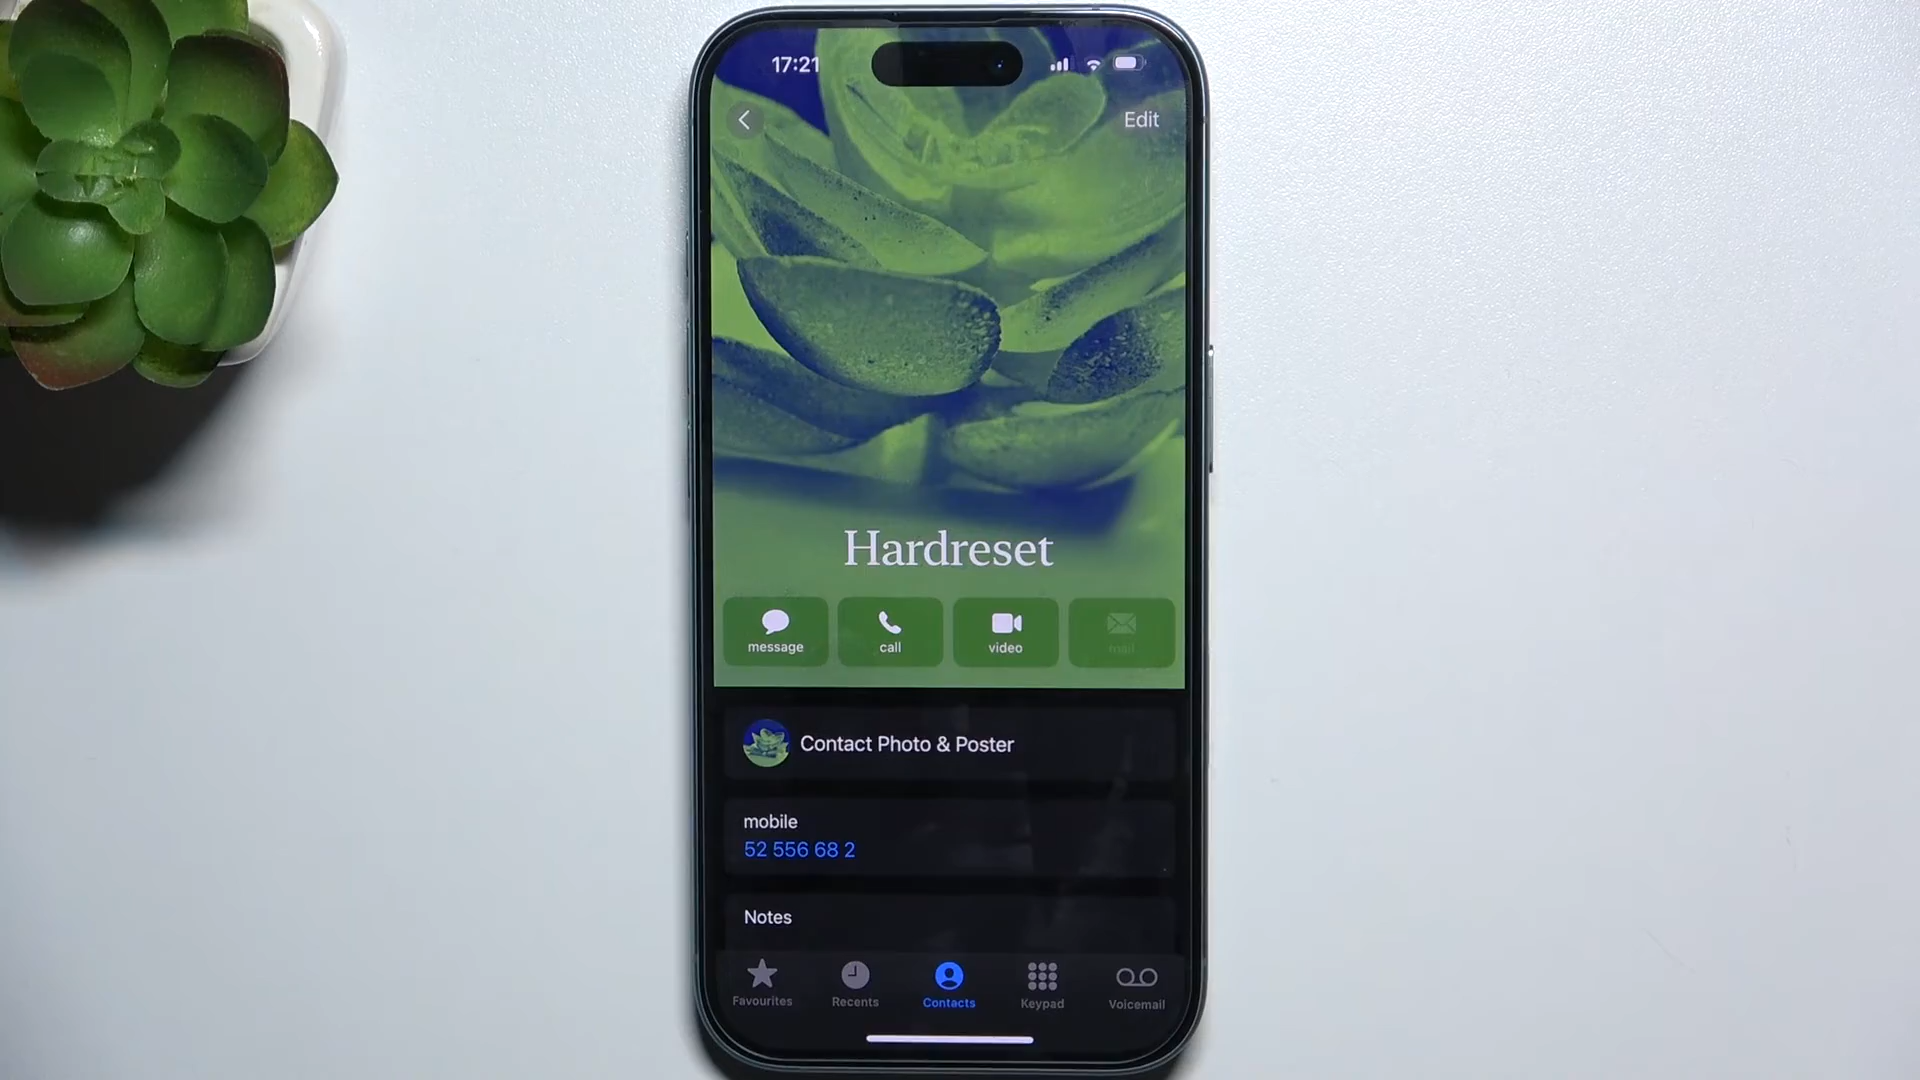 17:21
Edit
Hardreset
message call video mail
Contact Photo & Poster
mobile
52 556 68 2
Notes
Favourites Recents Contacts Keypad Voicemail